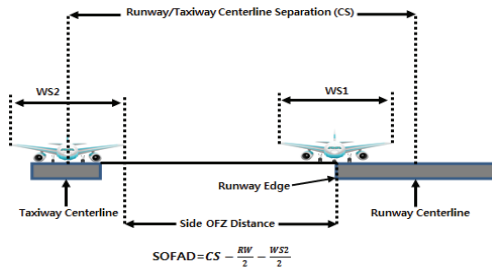 Runway/Taxiway Centerline Separation (CS)
WS2
WS1
Runway Edge
Taxiway Centerline
Runway Centerline
Side OFZ Distance
SOFAD=CS − RW/2 − WS2/2